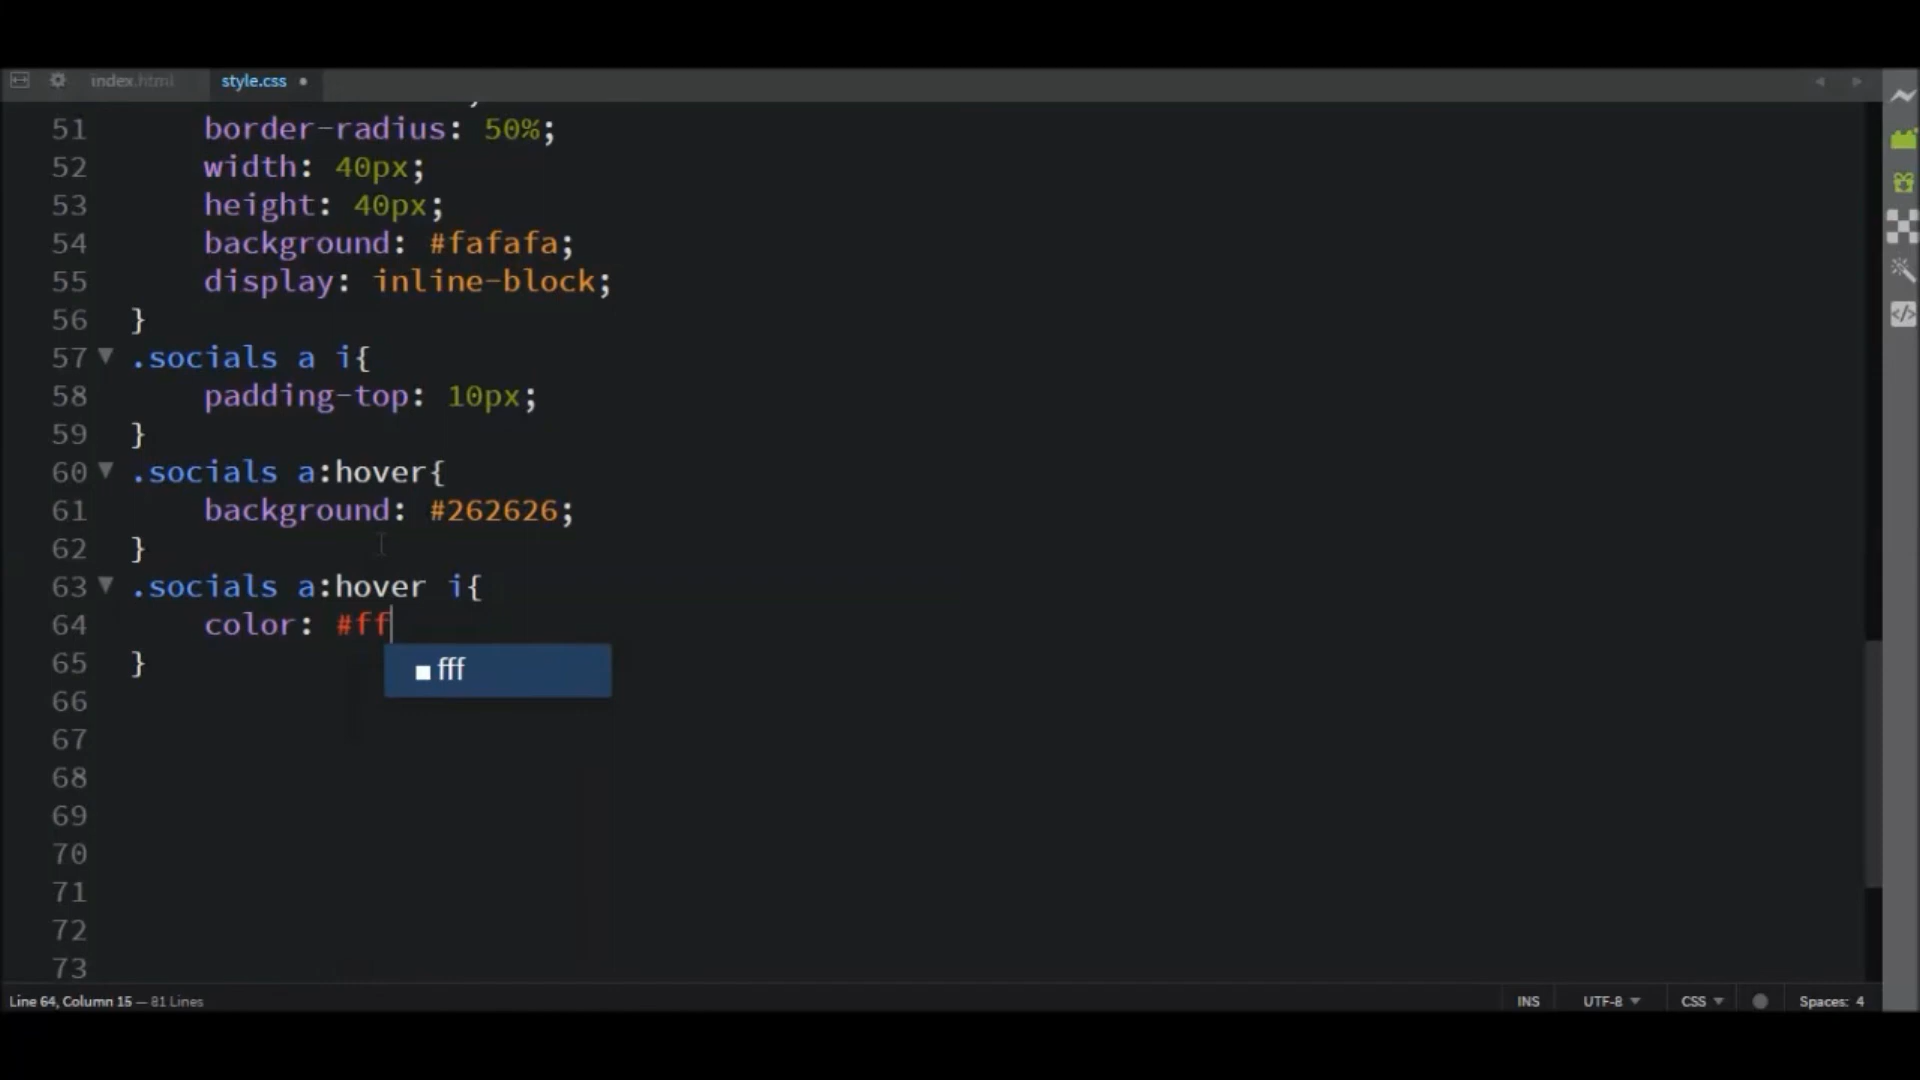 index.html style.css
51 border-radius: 50%;
52 width: 40px;
53 height: 40px;
54 background: #fafafa;
55 display: inline-block;
56 }
57 .socials a i{
58 padding-top: 10px;
59 }
60 .socials a:hover{
61 background: #262626;
62 }
63 .socials a:hover i{
64 color: #ff
65 }
fff
66
67
68
69
70
71
72
73
Line 64, Column 15 — 81 Lines INS UTF-8 CSS Spaces: 4